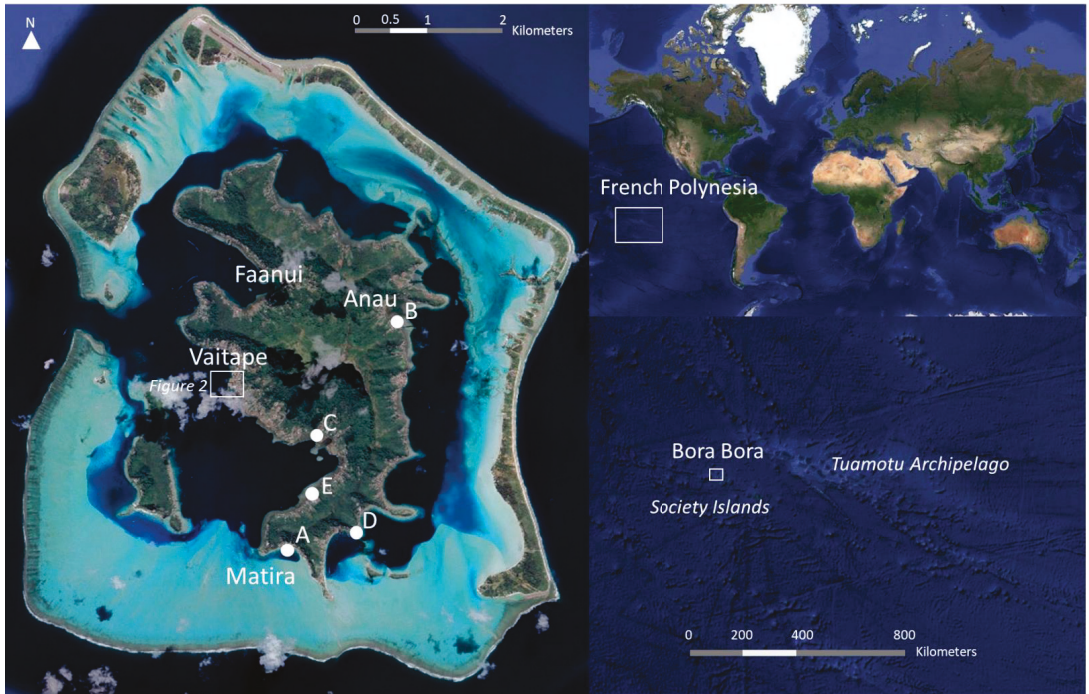 N
0 0.5 1 2
Kilometers
Faanui
Anau
B
Vaitape
Figure 2
C
E
D
A
Matira
French Polynesia
Bora Bora
Tuamotu Archipelago
Society Islands
0 200 400 800
Kilometers